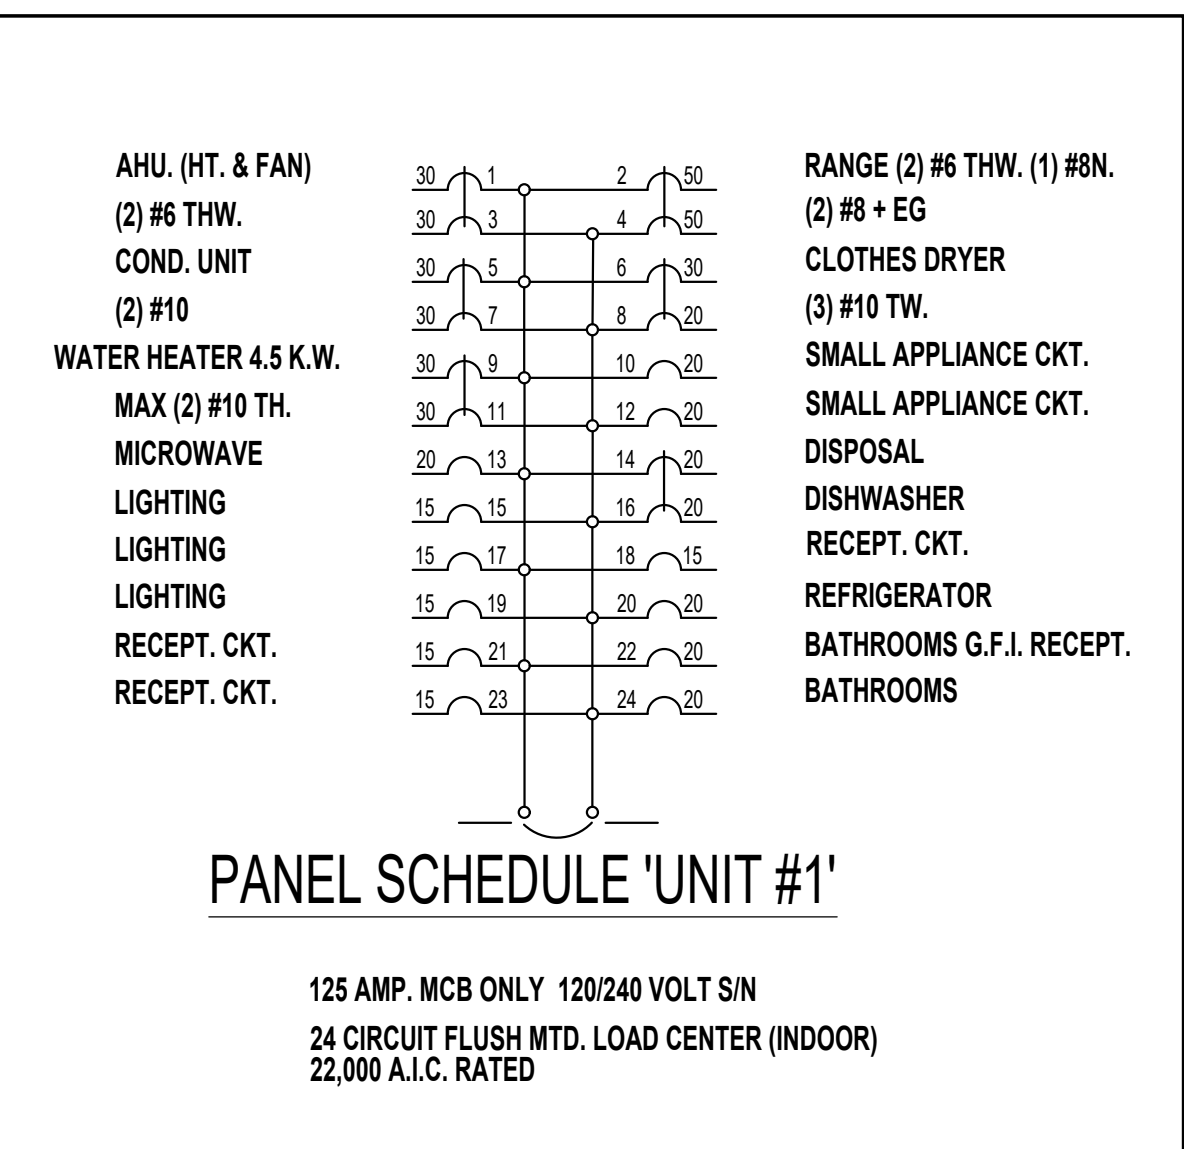 AHU. (HT. & FAN) 30 1 2 50 RANGE (2) #6 THW. (1) #8N.
(2) #6 THW. 30 3 4 50 (2) #8 + EG
COND. UNIT 30 5 6 30 CLOTHES DRYER
(2) #10 30 7 8 20 (3) #10 TW.
WATER HEATER 4.5 K.W. 30 9 10 20 SMALL APPLIANCE CKT.
MAX (2) #10 TH. 30 11 12 20 SMALL APPLIANCE CKT.
MICROWAVE 20 13 14 20 DISPOSAL
LIGHTING 15 15 16 20 DISHWASHER
LIGHTING 15 17 18 15 RECEPT. CKT.
LIGHTING 15 19 20 20 REFRIGERATOR
RECEPT. CKT. 15 21 22 20 BATHROOMS G.F.I. RECEPT.
RECEPT. CKT. 15 23 24 20 BATHROOMS
PANEL SCHEDULE 'UNIT #1'
125 AMP. MCB ONLY 120/240 VOLT S/N
24 CIRCUIT FLUSH MTD. LOAD CENTER (INDOOR)
22,000 A.I.C. RATED